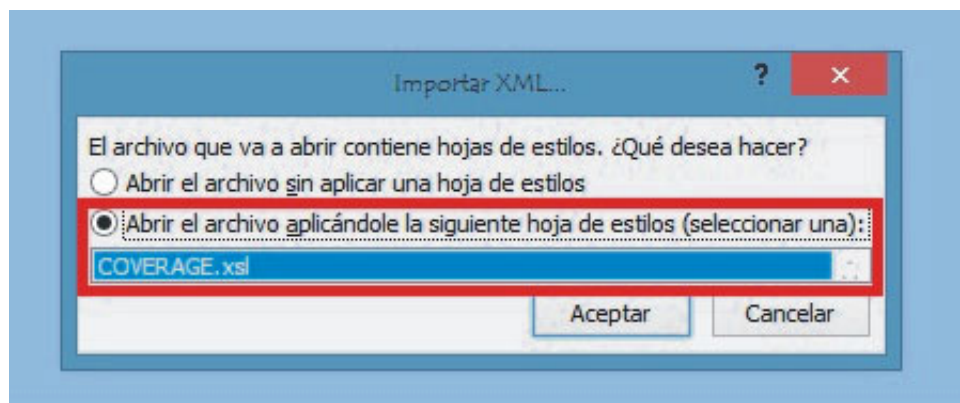 Importar XML...
?
×
El archivo que va a abrir contiene hojas de estilos. ¿Qué desea hacer?
Abrir el archivo sin aplicar una hoja de estilos
Abrir el archivo aplicándole la siguiente hoja de estilos (seleccionar una):
COVERAGE.xsl
Aceptar
Cancelar